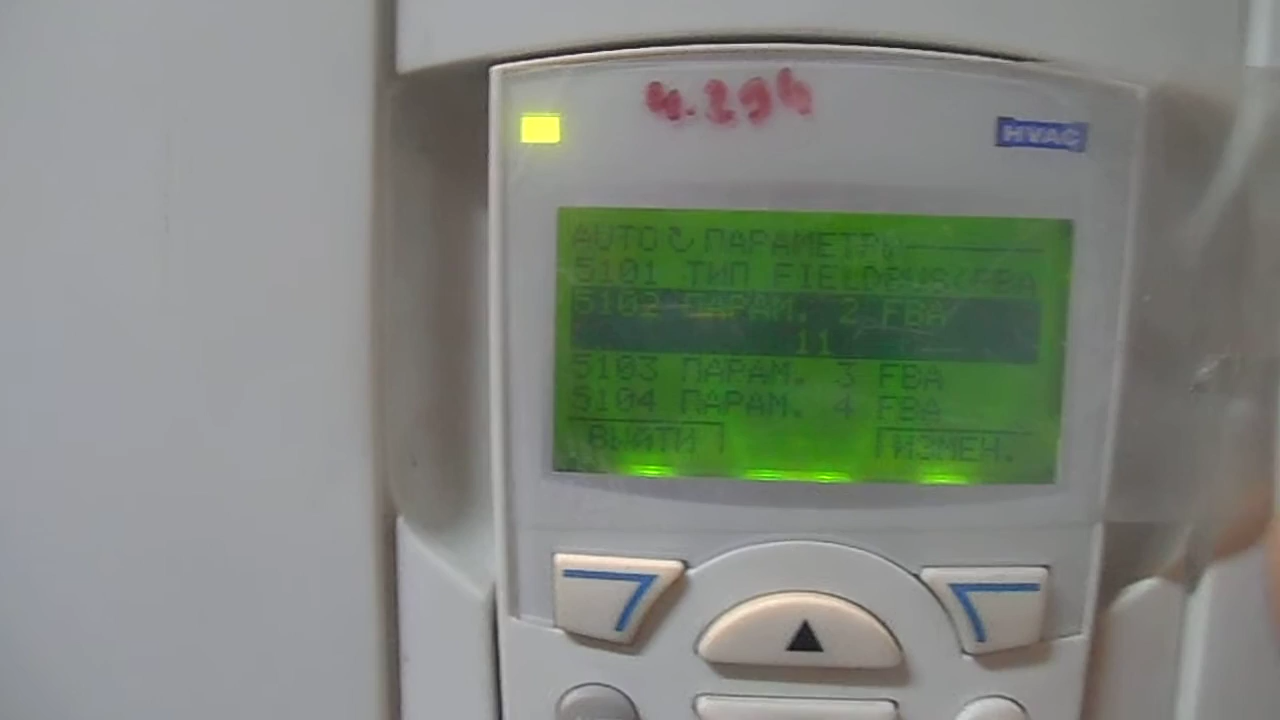 4.294
HVAC
AUTO ↻ ПАРАМЕТРЫ
5101 ТИП FIELDBUS(FBA
5102 ПАРАМ. 2 FBA
11
5103 ПАРАМ. 3 FBA
5104 ПАРАМ. 4 FBA
ВЫЙТИ
ИЗМЕН.